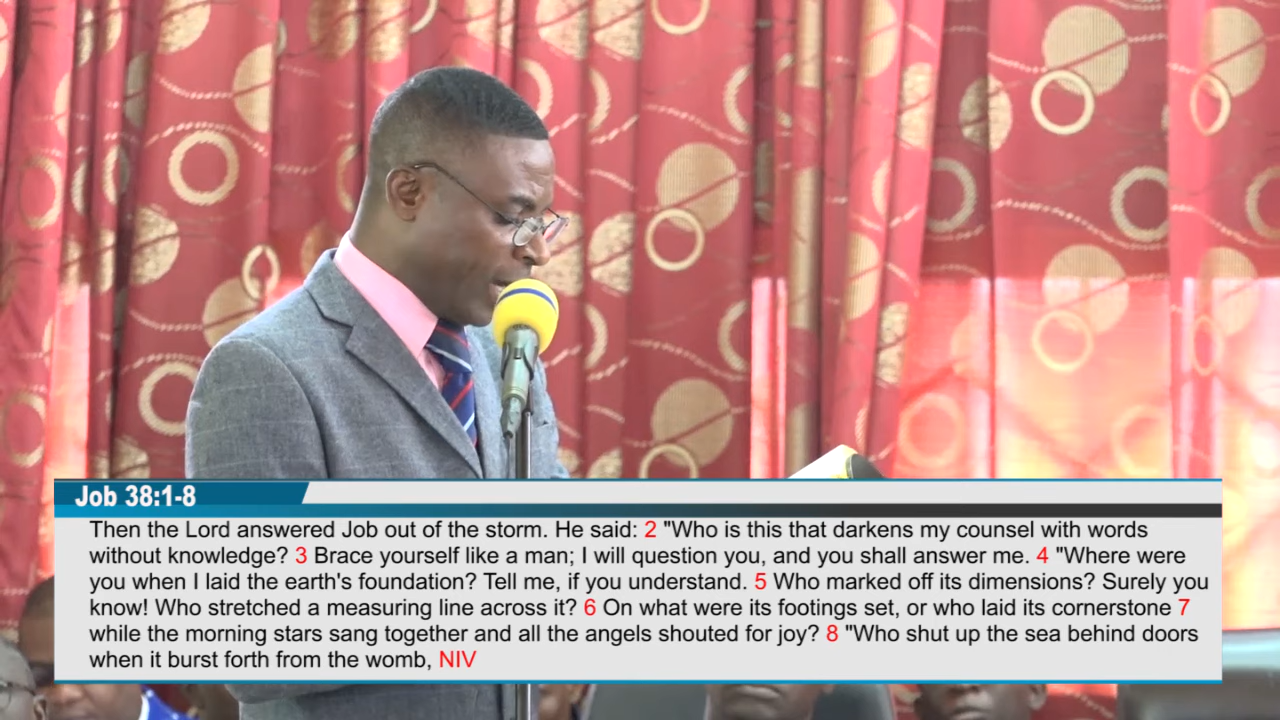 Job 38:1-8
Then the Lord answered Job out of the storm. He said: 2 "Who is this that darkens my counsel with words
without knowledge? 3 Brace yourself like a man; I will question you, and you shall answer me. 4 "Where were
you when I laid the earth's foundation? Tell me, if you understand. 5 Who marked off its dimensions? Surely you
know! Who stretched a measuring line across it? 6 On what were its footings set, or who laid its cornerstone 7
while the morning stars sang together and all the angels shouted for joy? 8 "Who shut up the sea behind doors
when it burst forth from the womb, NIV